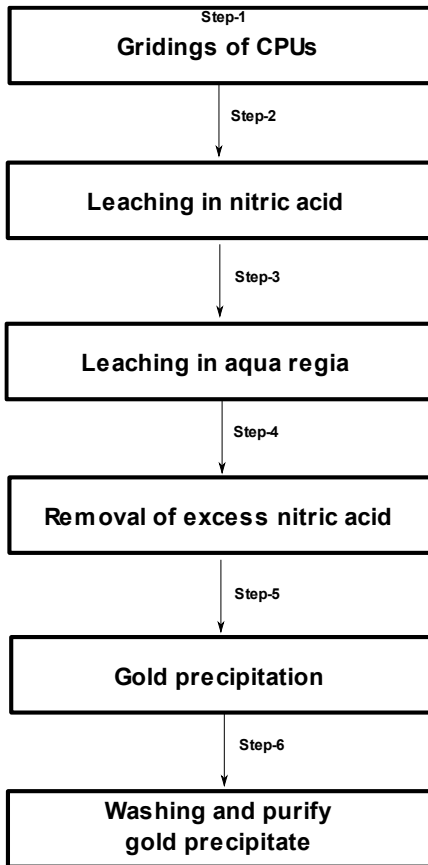 Step-1
Gridings of CPUs
Step-2
Leaching in nitric acid
Step-3
Leaching in aqua regia
Step-4
Removal of excess nitric acid
Step-5
Gold precipitation
Step-6
Washing and purify
gold precipitate